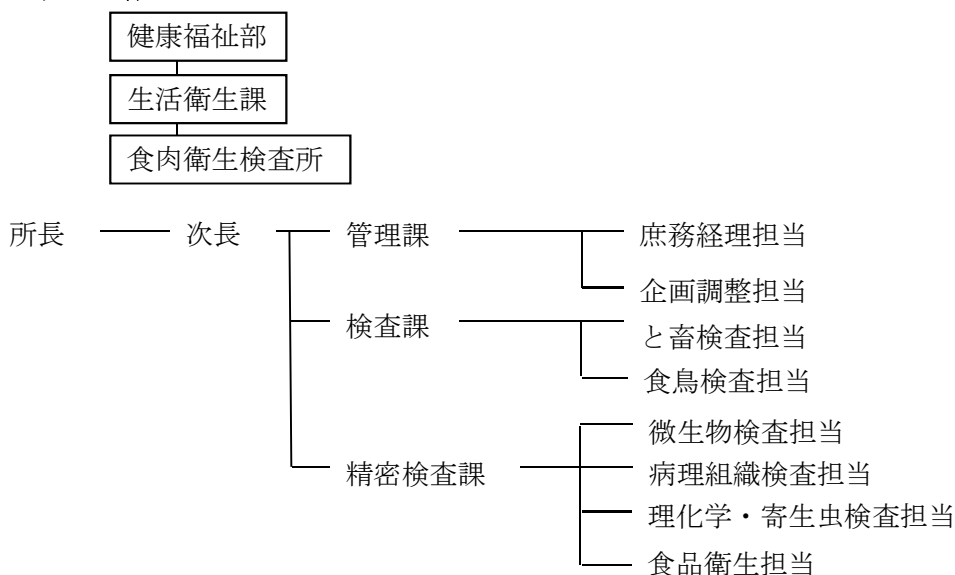 健康福祉部
生活衛生課
食肉衛生検査所
所長 次長 管理課 庶務経理担当
企画調整担当
検査課 と畜検査担当
食鳥検査担当
微生物検査担当
精密検査課 病理組織検査担当
理化学・寄生虫検査担当
食品衛生担当